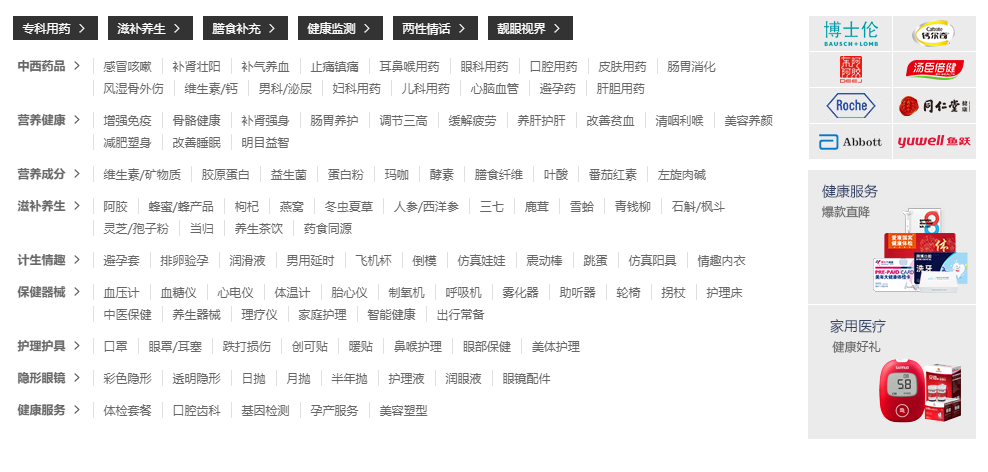 专科用药 滋补养生 膳食补充 健康监测 两性情话 靓眼视界
中西药品 感冒咳嗽 补肾壮阳 补气养血 止痛镇痛 耳鼻喉用药 眼科用药 口腔用药 皮肤用药 肠胃消化
风湿骨外伤 维生素/钙 男科/泌尿 妇科用药 儿科用药 心脑血管 避孕药 肝胆用药
营养健康 增强免疫 骨骼健康 补肾强身 肠胃养护 调节三高 缓解疲劳 养肝护肝 改善贫血 清咽利喉 美容养颜
减肥塑身 改善睡眠 明目益智
营养成分 维生素/矿物质 胶原蛋白 益生菌 蛋白粉 玛咖 酵素 膳食纤维 叶酸 番茄红素 左旋肉碱
滋补养生 阿胶 蜂蜜/蜂产品 枸杞 燕窝 冬虫夏草 人参/西洋参 三七 鹿茸 雪蛤 青钱柳 石斛/枫斗
灵芝/孢子粉 当归 养生茶饮 药食同源
计生情趣 避孕套 排卵验孕 润滑液 男用延时 飞机杯 倒模 仿真娃娃 震动棒 跳蛋 仿真阳具 情趣内衣
保健器械 血压计 血糖仪 心电仪 体温计 胎心仪 制氧机 呼吸机 雾化器 助听器 轮椅 拐杖 护理床
中医保健 养生器械 理疗仪 家庭护理 智能健康 出行常备
护理护具 口罩 眼罩/耳塞 跌打损伤 创可贴 暖贴 鼻喉护理 眼部保健 美体护理
隐形眼镜 彩色隐形 透明隐形 日抛 月抛 半年抛 护理液 润眼液 眼镜配件
健康服务 体检套餐 口腔齿科 基因检测 孕产服务 美容塑型
博士伦
BAUSCH+LOMB
Caltrate
钙尔奇
东阿阿胶
DEEJ
汤臣倍健
Roche
同仁堂
健康
Abbott
yuwell 鱼跃
健康服务
爆款直降
体
洗牙
PRE-PAID CARD
家用医疗
健康好礼
58